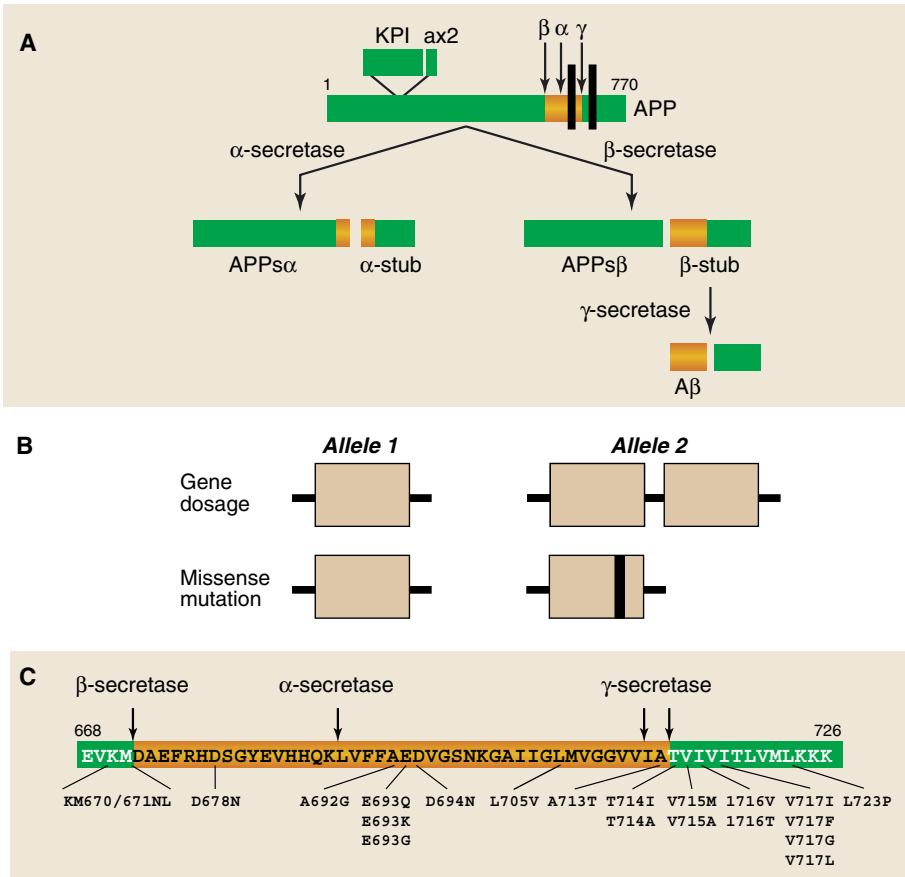 A
KPI ax2
β α γ
1
770
APP
α-secretase
β-secretase
APPsα
α-stub
APPsβ
β-stub
γ-secretase
Aβ
B
Allele 1
Allele 2
Gene
dosage
Missense
mutation
C
β-secretase
α-secretase
γ-secretase
668
726
EVKMDAEFRHDSGYEVHHQKLVFFAEDVGSNKGAIIGLMVGGVVIATVIVITLVMLKKK
KM670/671NL D678N A692G E693Q D694N L705V A713T T714I V715M 1716V V717I L723P
E693K T714A V715A 1716T V717F
E693G V717G
V717L